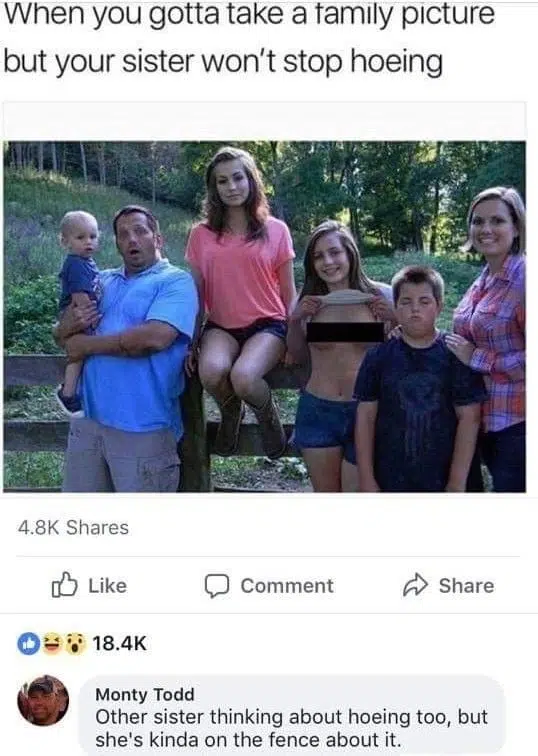 When you gotta take a family picture
but your sister won't stop hoeing
4.8K Shares
Like
Comment
Share
18.4K
Monty Todd
Other sister thinking about hoeing too, but
she's kinda on the fence about it.